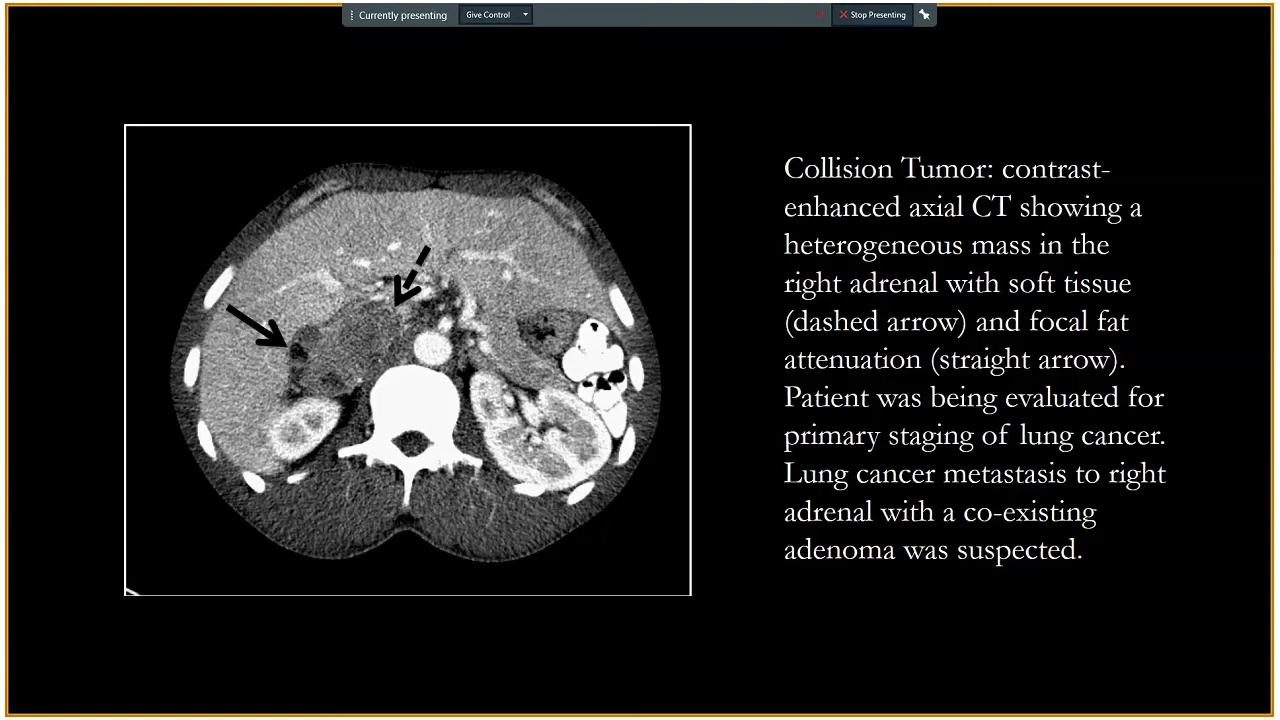 Currently presenting
Give Control
Stop Presenting
Collision Tumor: contrast-
enhanced axial CT showing a
heterogeneous mass in the
right adrenal with soft tissue
(dashed arrow) and focal fat
attenuation (straight arrow).
Patient was being evaluated for
primary staging of lung cancer.
Lung cancer metastasis to right
adrenal with a co-existing
adenoma was suspected.